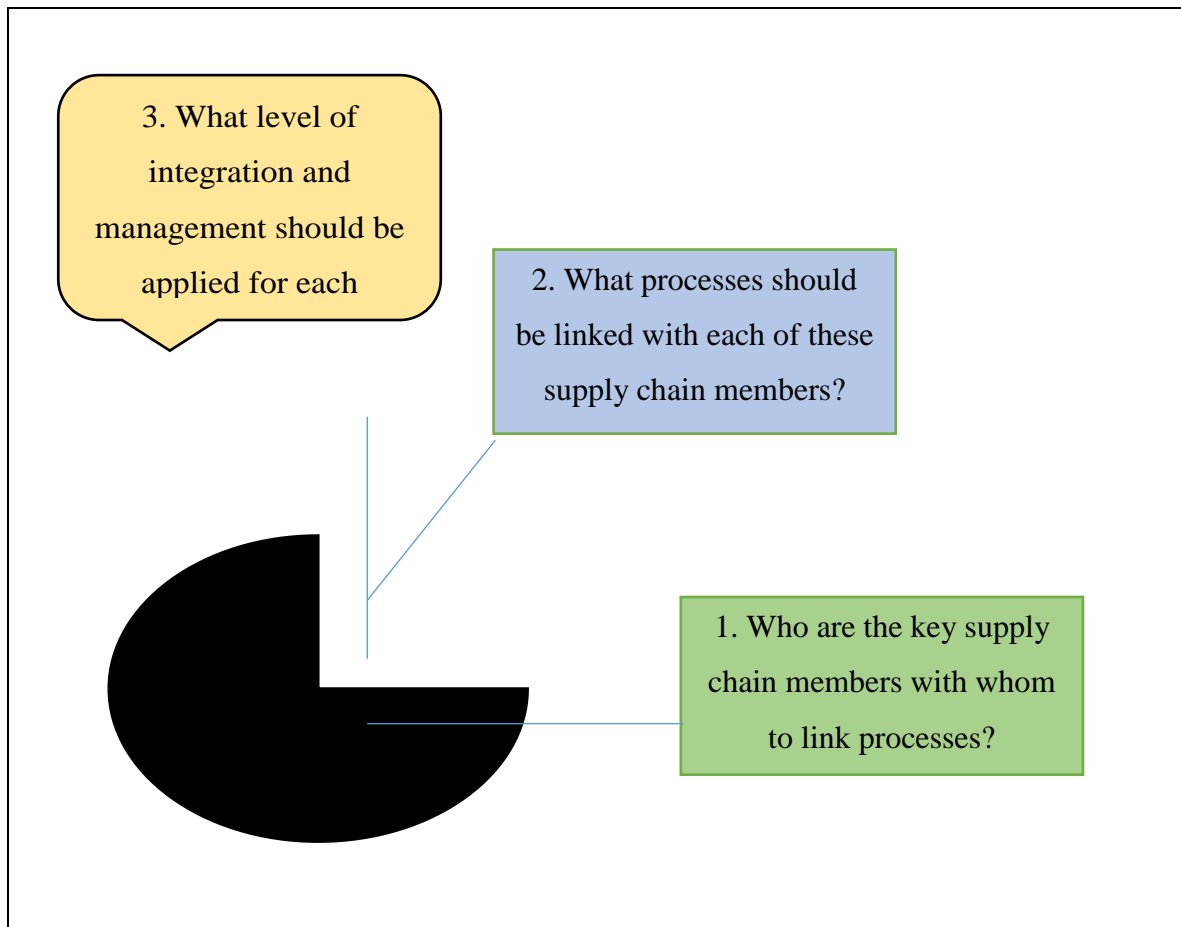 3. What level of
integration and
management should be
applied for each
2. What processes should
be linked with each of these
supply chain members?
1. Who are the key supply
chain members with whom
to link processes?